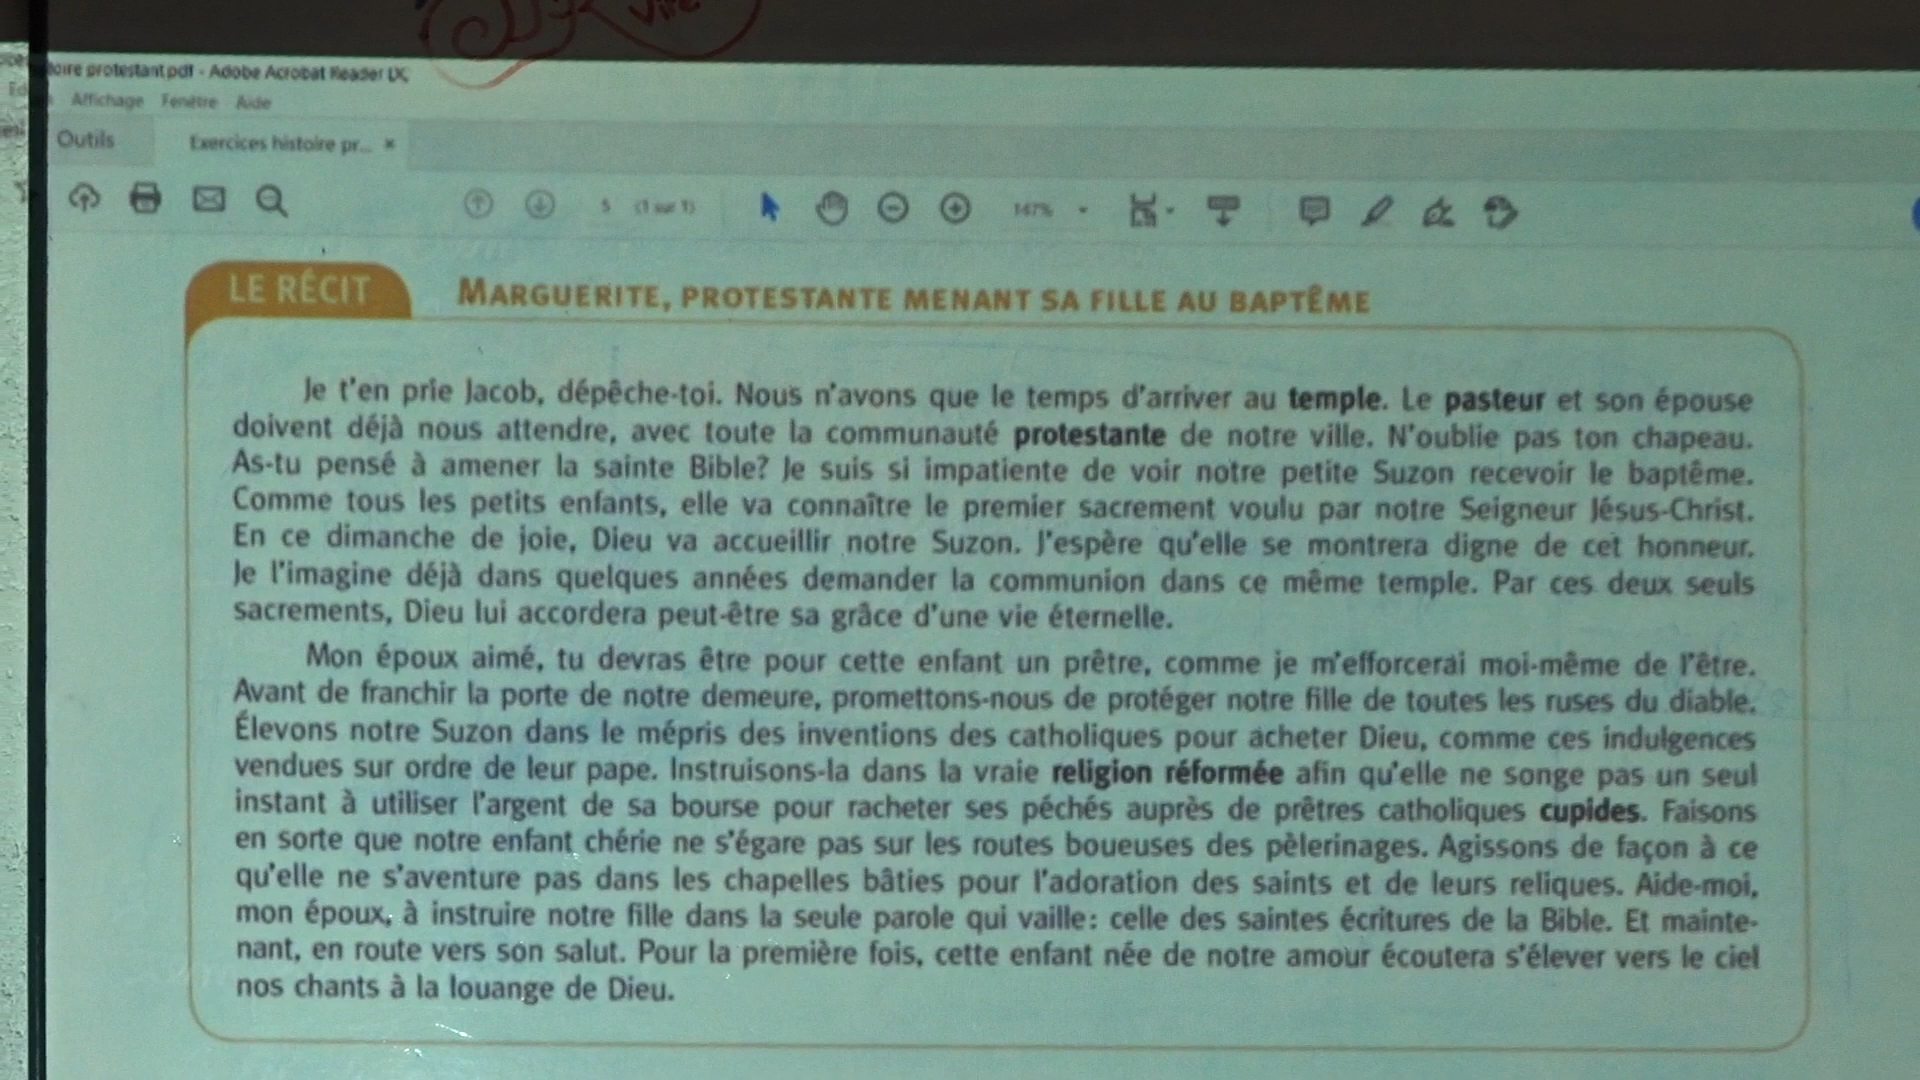 Vite
oire protestant.pdf - Adobe Acrobat Reader DC
Affichage Fenêtre Aide
Outils
Exercices histoire pr... ×
5 (1 sur 1)
147%
LE RÉCIT
MARGUERITE, PROTESTANTE MENANT SA FILLE AU BAPTÊME
Je t'en prie Jacob, dépêche-toi. Nous n'avons que le temps d'arriver au temple. Le pasteur et son épouse
doivent déjà nous attendre, avec toute la communauté protestante de notre ville. N'oublie pas ton chapeau.
As-tu pensé à amener la sainte Bible? Je suis si impatiente de voir notre petite Suzon recevoir le baptême.
Comme tous les petits enfants, elle va connaître le premier sacrement voulu par notre Seigneur Jésus-Christ.
En ce dimanche de joie, Dieu va accueillir notre Suzon. J'espère qu'elle se montrera digne de cet honneur.
Je l'imagine déjà dans quelques années demander la communion dans ce même temple. Par ces deux seuls
sacrements, Dieu lui accordera peut-être sa grâce d'une vie éternelle.
Mon époux aimé, tu devras être pour cette enfant un prêtre, comme je m'efforcerai moi-même de l'être.
Avant de franchir la porte de notre demeure, promettons-nous de protéger notre fille de toutes les ruses du diable.
Élevons notre Suzon dans le mépris des inventions des catholiques pour acheter Dieu, comme ces indulgences
vendues sur ordre de leur pape. Instruisons-la dans la vraie religion réformée afin qu'elle ne songe pas un seul
instant à utiliser l'argent de sa bourse pour racheter ses péchés auprès de prêtres catholiques cupides. Faisons
en sorte que notre enfant chérie ne s'égare pas sur les routes boueuses des pèlerinages. Agissons de façon à ce
qu'elle ne s'aventure pas dans les chapelles bâties pour l'adoration des saints et de leurs reliques. Aide-moi,
mon époux, à instruire notre fille dans la seule parole qui vaille: celle des saintes écritures de la Bible. Et mainte-
nant, en route vers son salut. Pour la première fois, cette enfant née de notre amour écoutera s'élever vers le ciel
nos chants à la louange de Dieu.